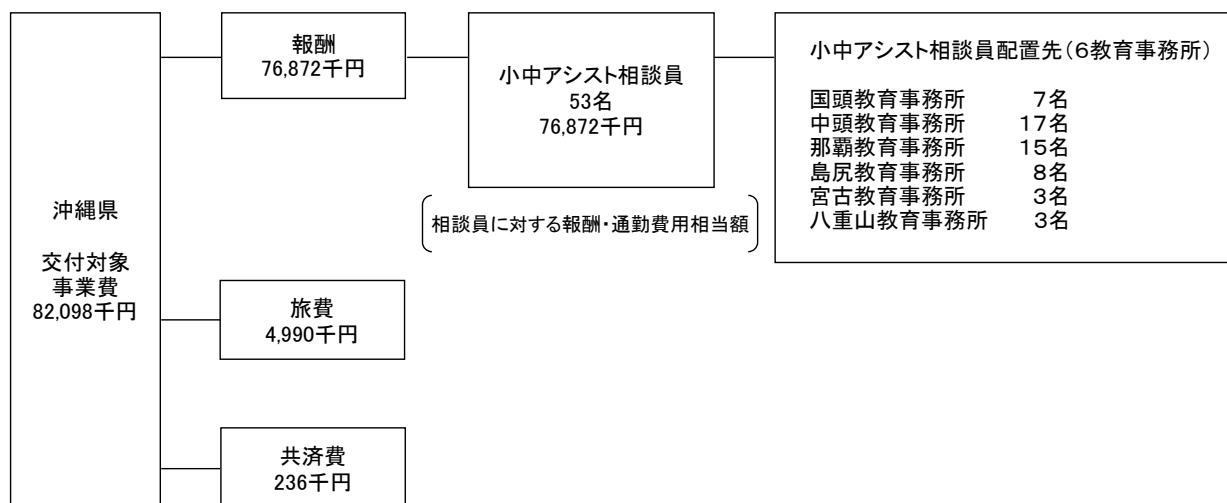 沖縄県
交付対象
事業費
82,098千円
報酬
76,872千円
小中アシスト相談員
53名
76,872千円
相談員に対する報酬・通勤費用相当額
小中アシスト相談員配置先(6教育事務所)
国頭教育事務所 7名
中頭教育事務所 17名
那覇教育事務所 15名
島尻教育事務所 8名
宮古教育事務所 3名
八重山教育事務所 3名
旅費
4,990千円
共済費
236千円